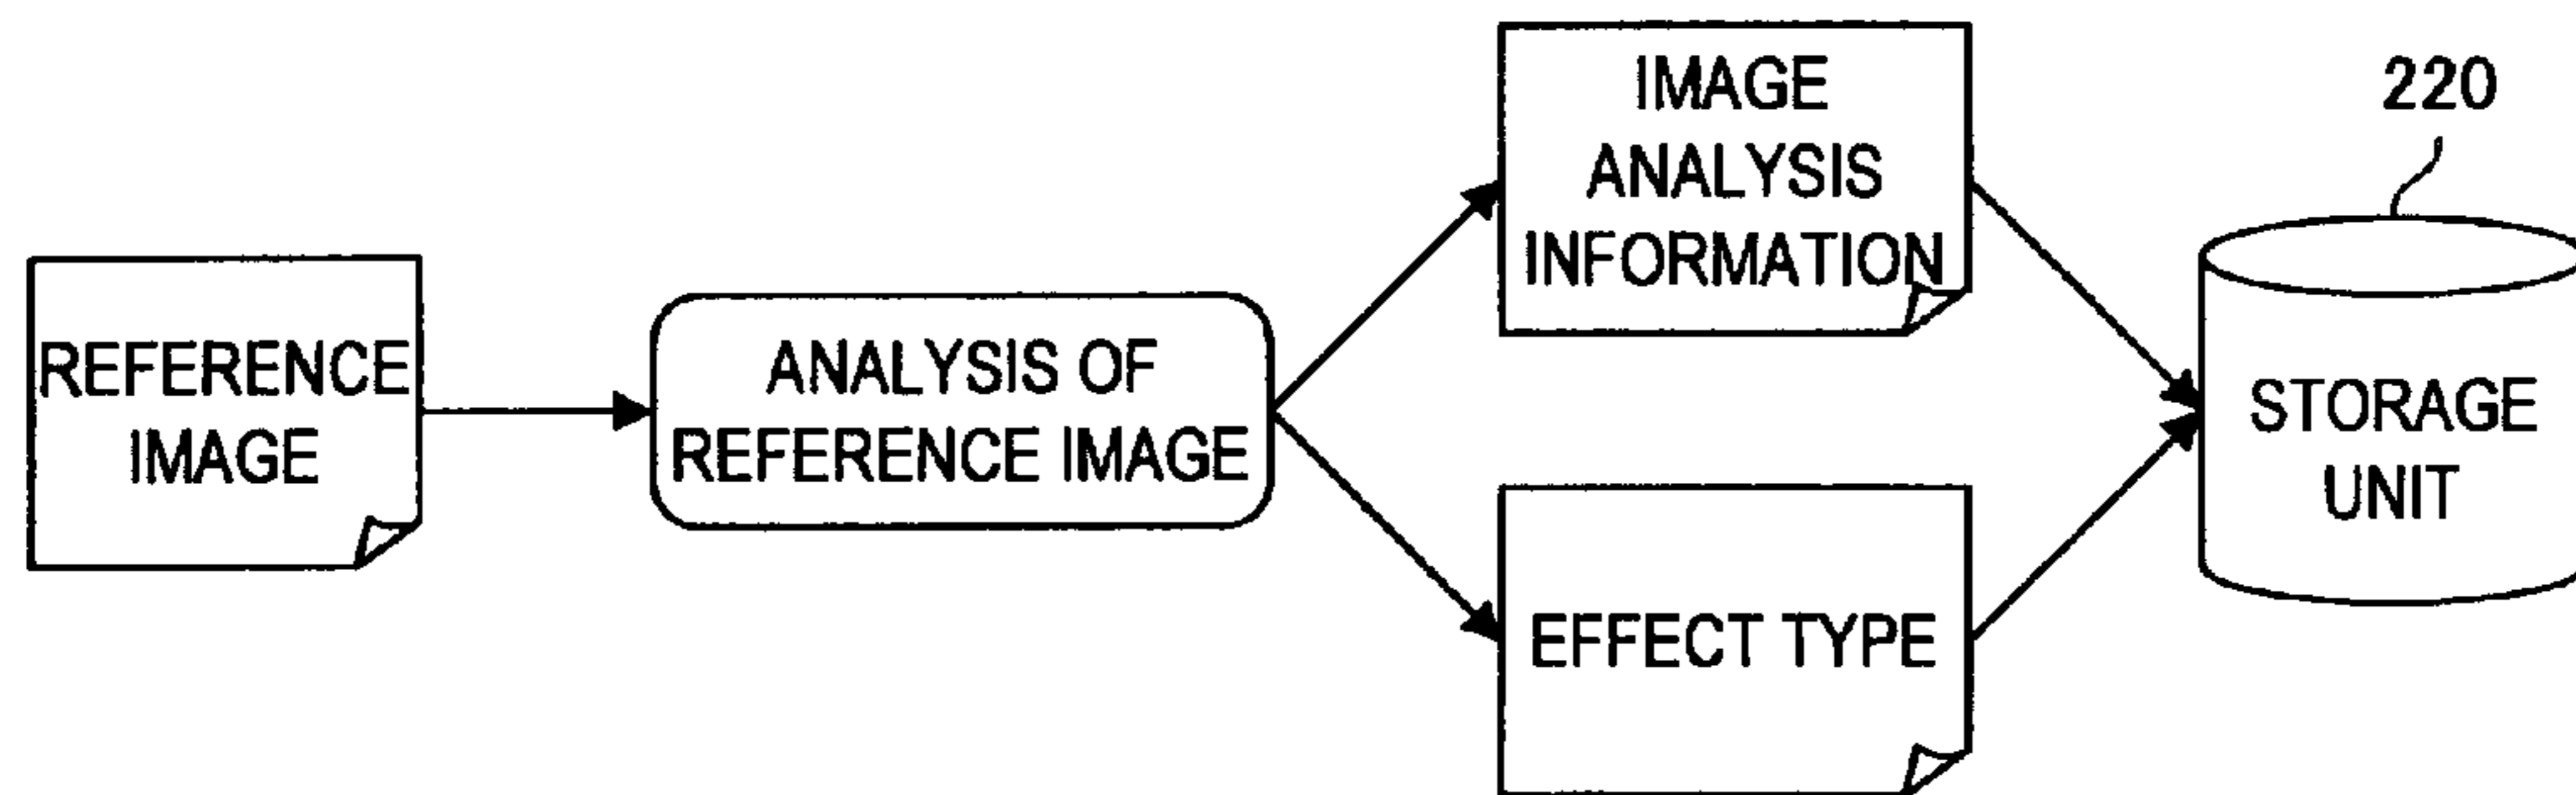 REFERENCE
IMAGE
ANALYSIS OF
REFERENCE IMAGE
IMAGE
ANALYSIS
INFORMATION
EFFECT TYPE
220
STORAGE
UNIT